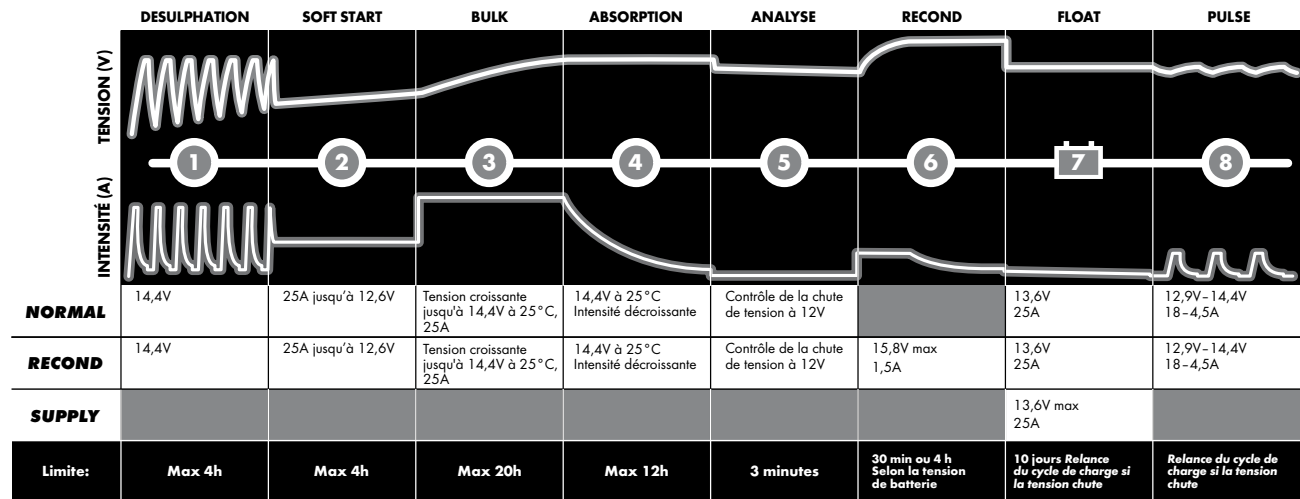 DESULPHATION SOFT START BULK ABSORPTION ANALYSE RECOND FLOAT PULSE
TENSION (V)
1 2 3 4 5 6 7 8
INTENSITÉ (A)
NORMAL
14,4V
25A jusqu'à 12,6V
Tension croissante
jusqu'à 14,4V à 25°C,
25A
14,4V à 25°C
Intensité décroissante
Contrôle de la chute
de tension à 12V
13,6V
25A
12,9V–14,4V
18–4,5A
RECOND
14,4V
25A jusqu'à 12,6V
Tension croissante
jusqu'à 14,4V à 25°C,
25A
14,4V à 25°C
Intensité décroissante
Contrôle de la chute
de tension à 12V
15,8V max
1,5A
13,6V
25A
12,9V–14,4V
18–4,5A
SUPPLY
13,6V max
25A
Limite:
Max 4h
Max 4h
Max 20h
Max 12h
3 minutes
30 min ou 4 h
Selon la tension
de batterie
10 jours Relance
du cycle de charge si
la tension chute
Relance du cycle de
charge si la tension
chute